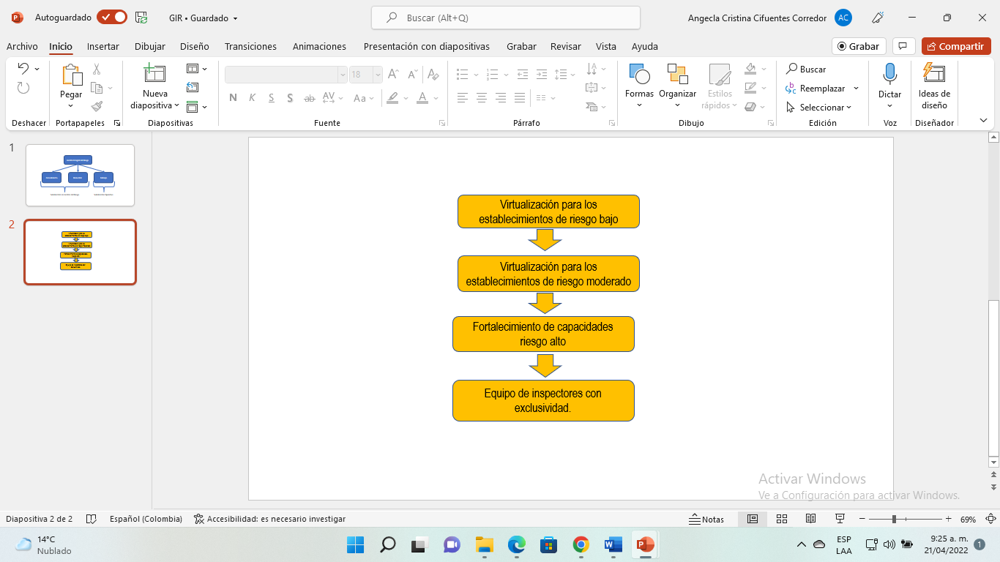 Autoguardado
GIR • Guardado
Buscar (Alt+Q)
Angecla Cristina Cifuentes Corredor
AC
Archivo Inicio Insertar Dibujar Diseño Transiciones Animaciones Presentación con diapositivas Grabar Revisar Vista Ayuda
Grabar
Compartir
Pegar
Nueva
diapositiva
18
N K S S ab AV Aa A
Formas
Organizar
Estilos
rápidos
Buscar
Reemplazar
Seleccionar
Dictar
Ideas de
diseño
Deshacer Portapapeles Diapositivas Fuente Párrafo Dibujo Edición Voz Diseñador
1
2
Virtualización para los
establecimientos de riesgo bajo
Virtualización para los
establecimientos de riesgo moderado
Fortalecimiento de capacidades
riesgo alto
Equipo de inspectores con
exclusividad.
Activar Windows
Ve a Configuración para activar Windows.
Diapositiva 2 de 2
Español (Colombia)
Accesibilidad: es necesario investigar
Notas
69%
14°C
Nublado
ESP
LAA
9:25 a. m.
21/04/2022
1